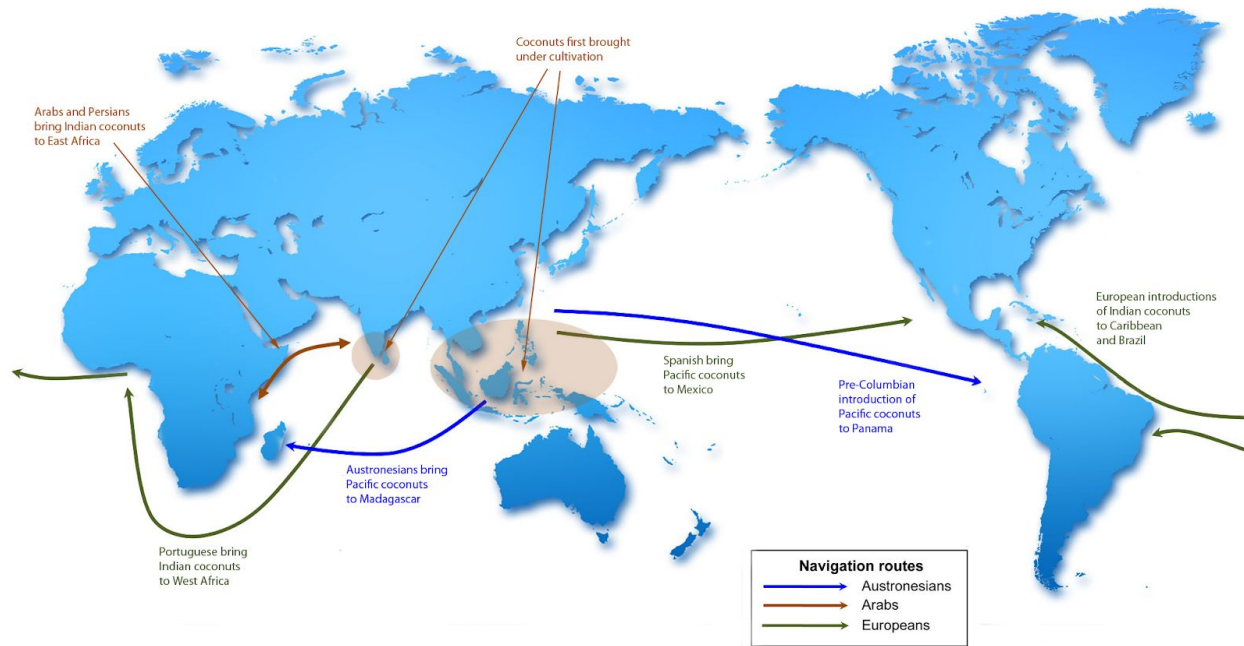 Coconuts first brought
under cultivation
Arabs and Persians
bring Indian coconuts
to East Africa
European introductions
of Indian coconuts
to Caribbean
and Brazil
Spanish bring
Pacific coconuts
to Mexico
Pre-Columbian
introduction of
Pacific coconuts
to Panama
Austronesians bring
Pacific coconuts
to Madagascar
Portuguese bring
Indian coconuts
to West Africa
Navigation routes
Austronesians
Arabs
Europeans